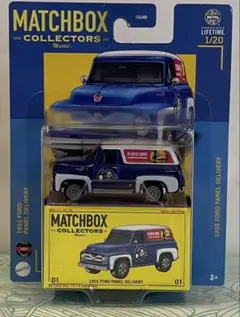 MATCHBOX
COLLECTORS
Mattel
LIFETIME
1/20
1955 FORD
PANEL DELIVERY
1955 FORD PANEL DELIVERY
MATCHBOX
COLLECTORS
01
1955 FORD PANEL DELIVERY
01
3+